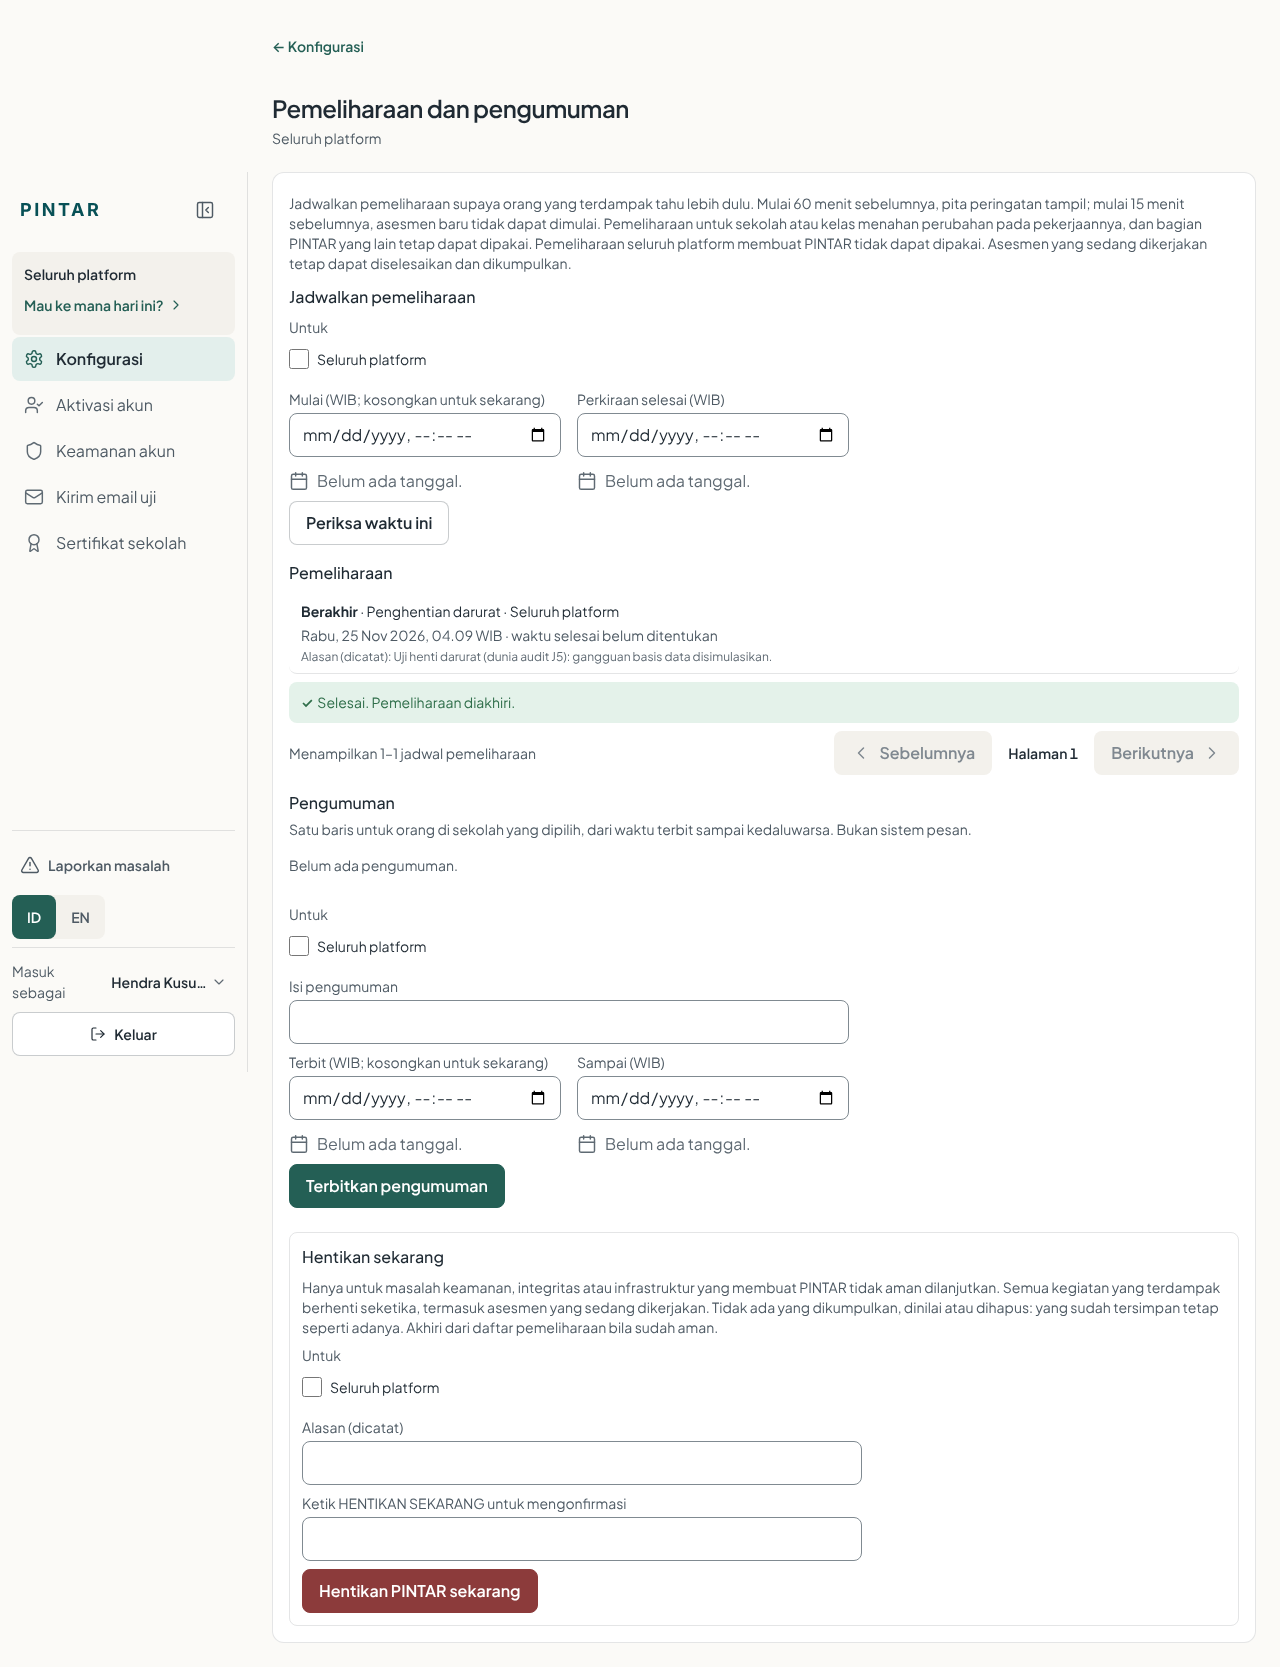 ← Konfigurasi
Pemeliharaan dan pengumuman
Seluruh platform
PINTAR
Seluruh platform
Mau ke mana hari ini?
Konfigurasi
Aktivasi akun
Keamanan akun
Kirim email uji
Sertifikat sekolah
Laporkan masalah
ID EN
Masuk sebagai
Hendra Kusu…
Keluar
Jadwalkan pemeliharaan supaya orang yang terdampak tahu lebih dulu. Mulai 60 menit sebelumnya, pita peringatan tampil; mulai 15 menit
sebelumnya, asesmen baru tidak dapat dimulai. Pemeliharaan untuk sekolah atau kelas menahan perubahan pada pekerjaannya, dan bagian
PINTAR yang lain tetap dapat dipakai. Pemeliharaan seluruh platform membuat PINTAR tidak dapat dipakai. Asesmen yang sedang dikerjakan
tetap dapat diselesaikan dan dikumpulkan.
Jadwalkan pemeliharaan
Untuk
Seluruh platform
Mulai (WIB; kosongkan untuk sekarang) Perkiraan selesai (WIB)
mm/dd/yyyy, --:-- -- mm/dd/yyyy, --:-- --
Belum ada tanggal. Belum ada tanggal.
Periksa waktu ini
Pemeliharaan
Berakhir · Penghentian darurat · Seluruh platform
Rabu, 25 Nov 2026, 04.09 WIB · waktu selesai belum ditentukan
Alasan (dicatat): Uji henti darurat (dunia audit J5): gangguan basis data disimulasikan.
✓ Selesai. Pemeliharaan diakhiri.
Menampilkan 1–1 jadwal pemeliharaan Sebelumnya Halaman 1 Berikutnya
Pengumuman
Satu baris untuk orang di sekolah yang dipilih, dari waktu terbit sampai kedaluwarsa. Bukan sistem pesan.
Belum ada pengumuman.
Untuk
Seluruh platform
Isi pengumuman
Terbit (WIB; kosongkan untuk sekarang) Sampai (WIB)
mm/dd/yyyy, --:-- -- mm/dd/yyyy, --:-- --
Belum ada tanggal. Belum ada tanggal.
Terbitkan pengumuman
Hentikan sekarang
Hanya untuk masalah keamanan, integritas atau infrastruktur yang membuat PINTAR tidak aman dilanjutkan. Semua kegiatan yang terdampak
berhenti seketika, termasuk asesmen yang sedang dikerjakan. Tidak ada yang dikumpulkan, dinilai atau dihapus: yang sudah tersimpan tetap
seperti adanya. Akhiri dari daftar pemeliharaan bila sudah aman.
Untuk
Seluruh platform
Alasan (dicatat)
Ketik HENTIKAN SEKARANG untuk mengonfirmasi
Hentikan PINTAR sekarang